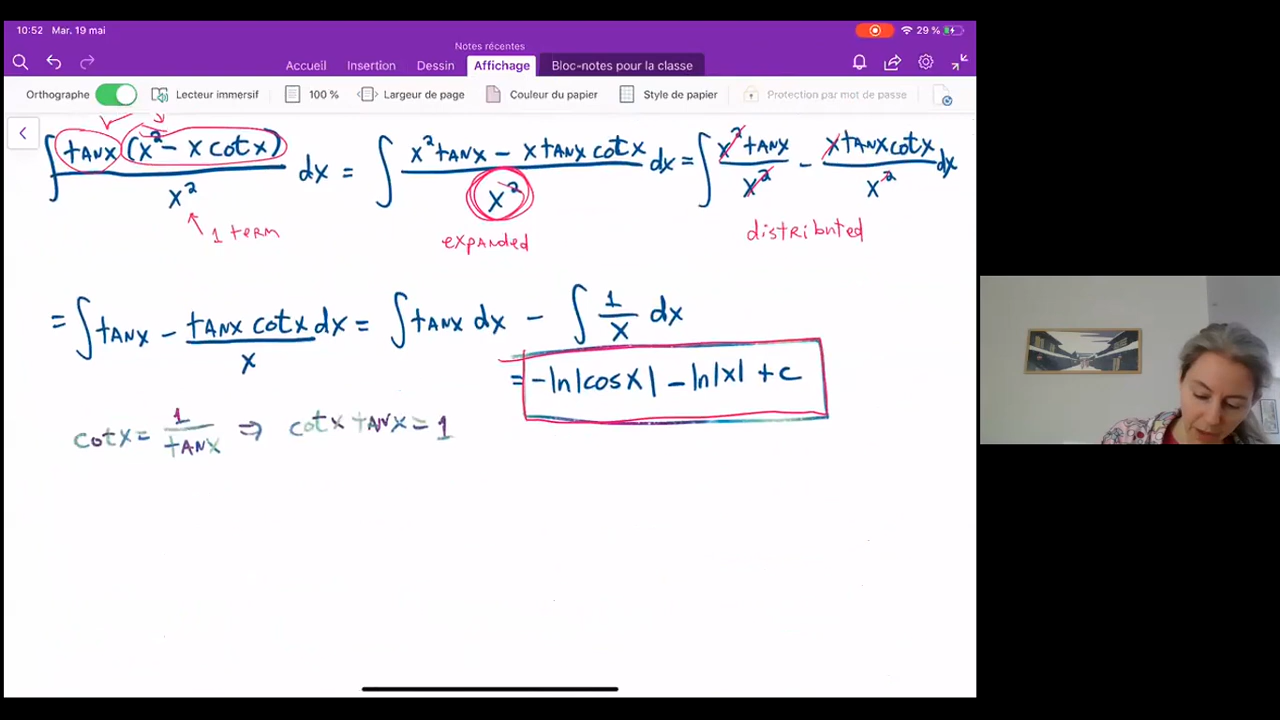 10:52 Mar. 19 mai
29 %
Notes récentes
Accueil Insertion Dessin Affichage Bloc-notes pour la classe
Orthographe Lecteur immersif 100 % Largeur de page Couleur du papier Style de papier Protection par mot de passe
∫ tanx (x² - x cotx) / x² dx = ∫ (x² tanx - x tanx cotx) / x² dx = ∫ x² tanx / x² - x tanx cotx / x² dx
1 term
expanded
distributed
= ∫ tanx - tanx cotx / x dx = ∫ tanx dx - ∫ 1/x dx
= -ln|cosx| - ln|x| + c
cotx = 1/tanx ⇒ cotx tanx = 1